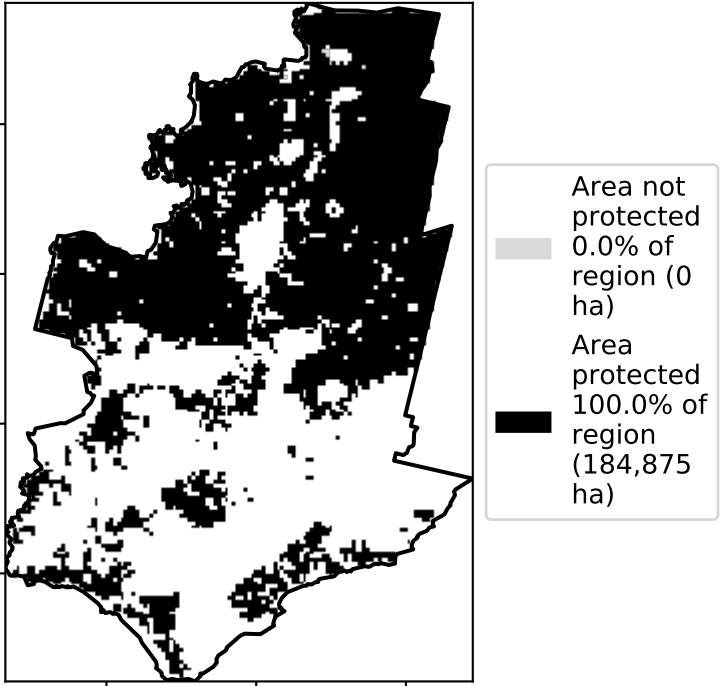 Area not
protected
0.0% of
region (0
ha)
Area
protected
100.0% of
region
(184,875
ha)